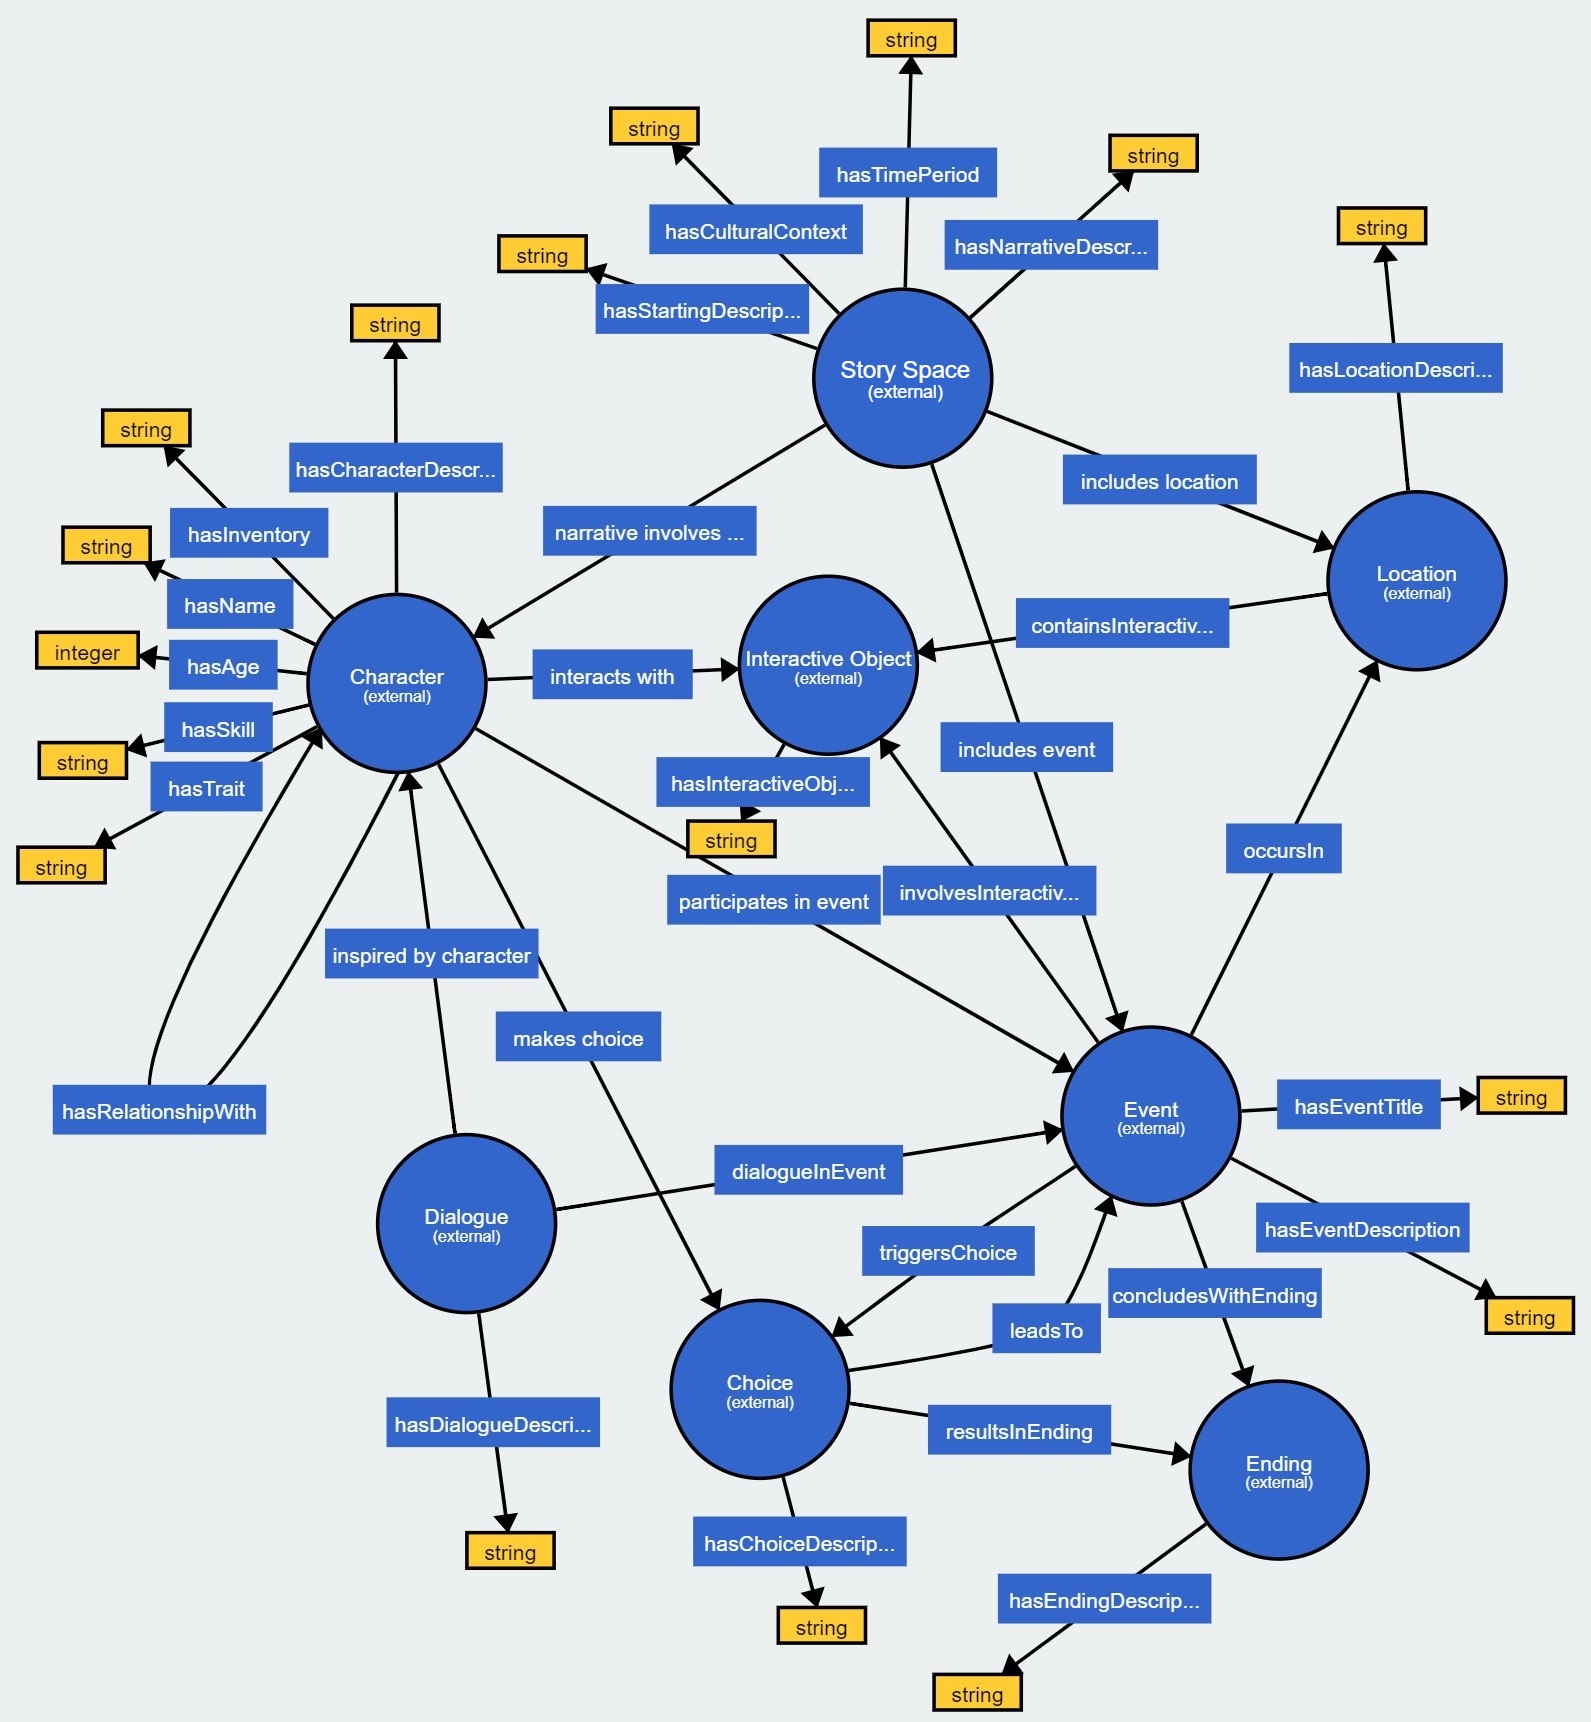 string
string
hasTimePeriod
string
hasCulturalContext
hasNarrativeDescr...
string
string
hasStartingDescrip...
string
hasLocationDescri...
Story Space
(external)
string
hasCharacterDescr...
includes location
hasInventory
narrative involves ...
string
hasName
Location
(external)
containsInteractiv...
integer
hasAge
Character
(external)
interacts with
Interactive Object
(external)
hasSkill
string
includes event
hasTrait
hasInteractiveObj...
string
string
occursIn
participates in event
involvesInteractiv...
inspired by character
makes choice
hasRelationshipWith
Event
(external)
hasEventTitle
string
dialogueInEvent
Dialogue
(external)
hasEventDescription
triggersChoice
concludesWithEnding
leadsTo
string
Choice
(external)
hasDialogueDescri...
resultsInEnding
Ending
(external)
string
hasChoiceDescrip...
hasEndingDescrip...
string
string